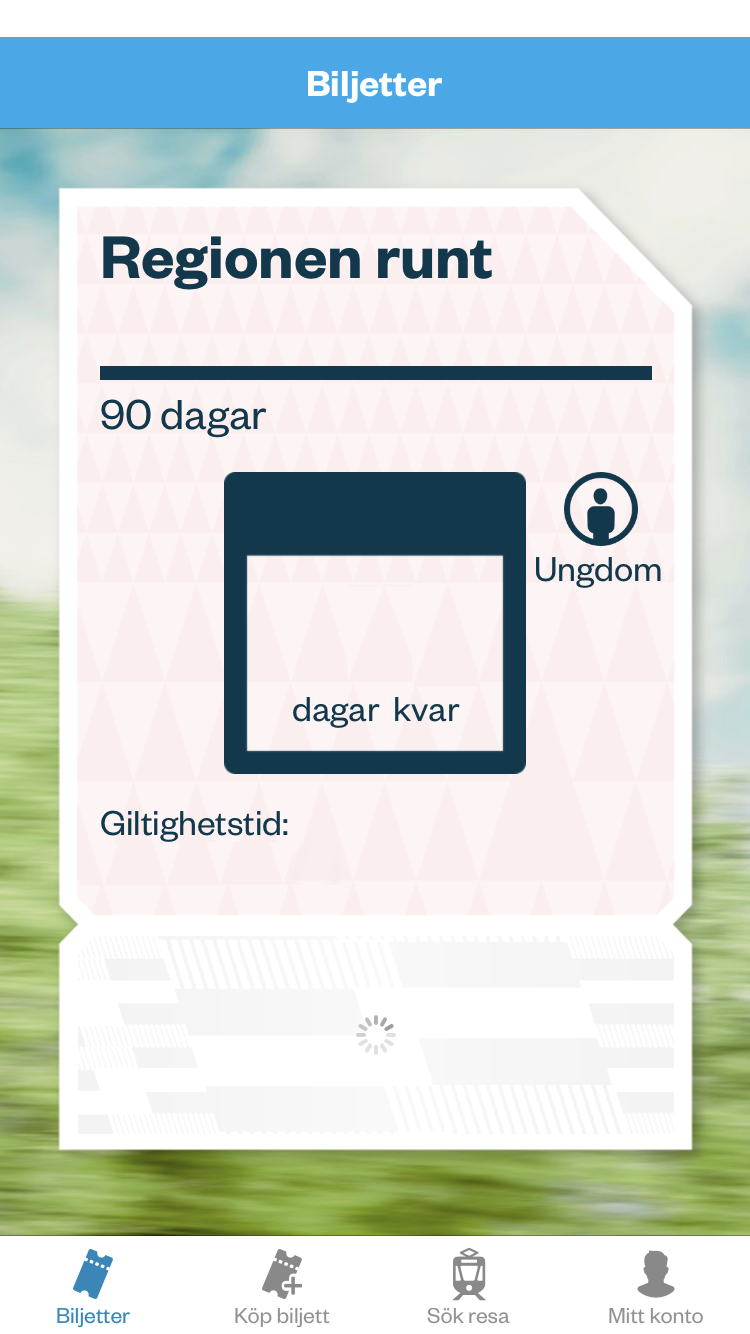 Biljetter
Regionen runt
90 dagar
Ungdom
dagar kvar
Giltighetstid:
Biljetter
Köp biljett
Sök resa
Mitt konto